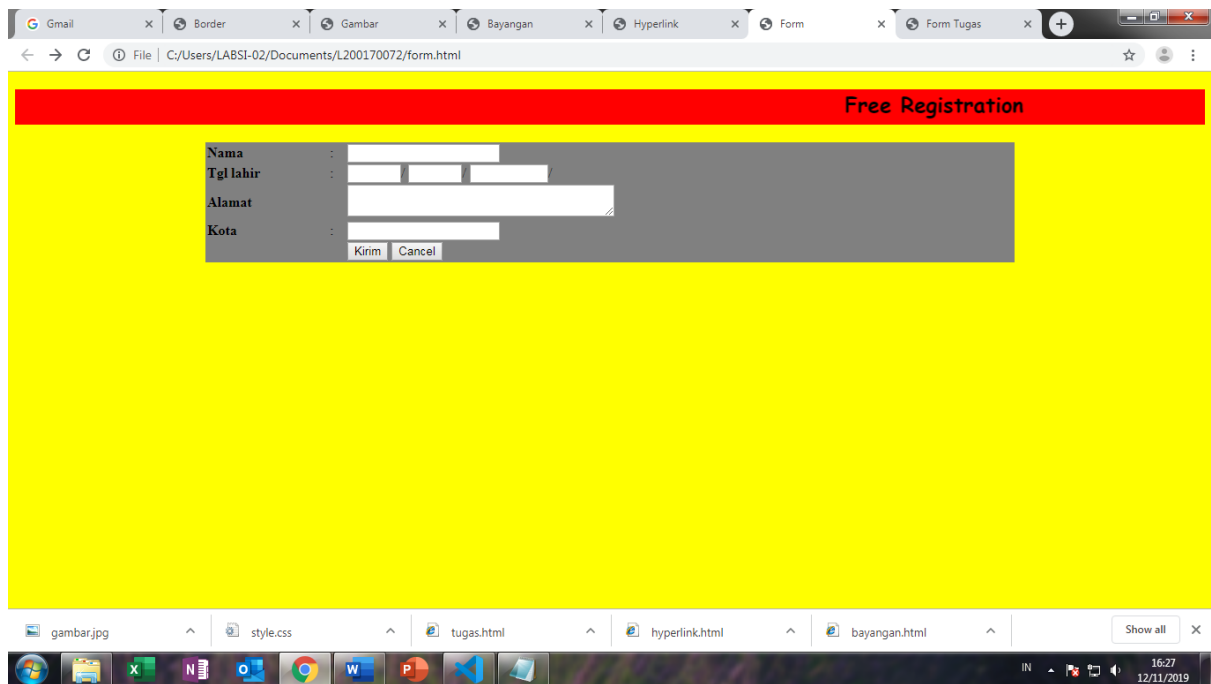 Gmail
Border
Gambar
Bayangan
Hyperlink
Form
Form Tugas
File | C:/Users/LABSI-02/Documents/L200170072/form.html
Free Registration
Nama :
Tgl lahir : / / /
Alamat
Kota :
Kirim Cancel
gambar.jpg
style.css
tugas.html
hyperlink.html
bayangan.html
Show all
IN
16:27
12/11/2019